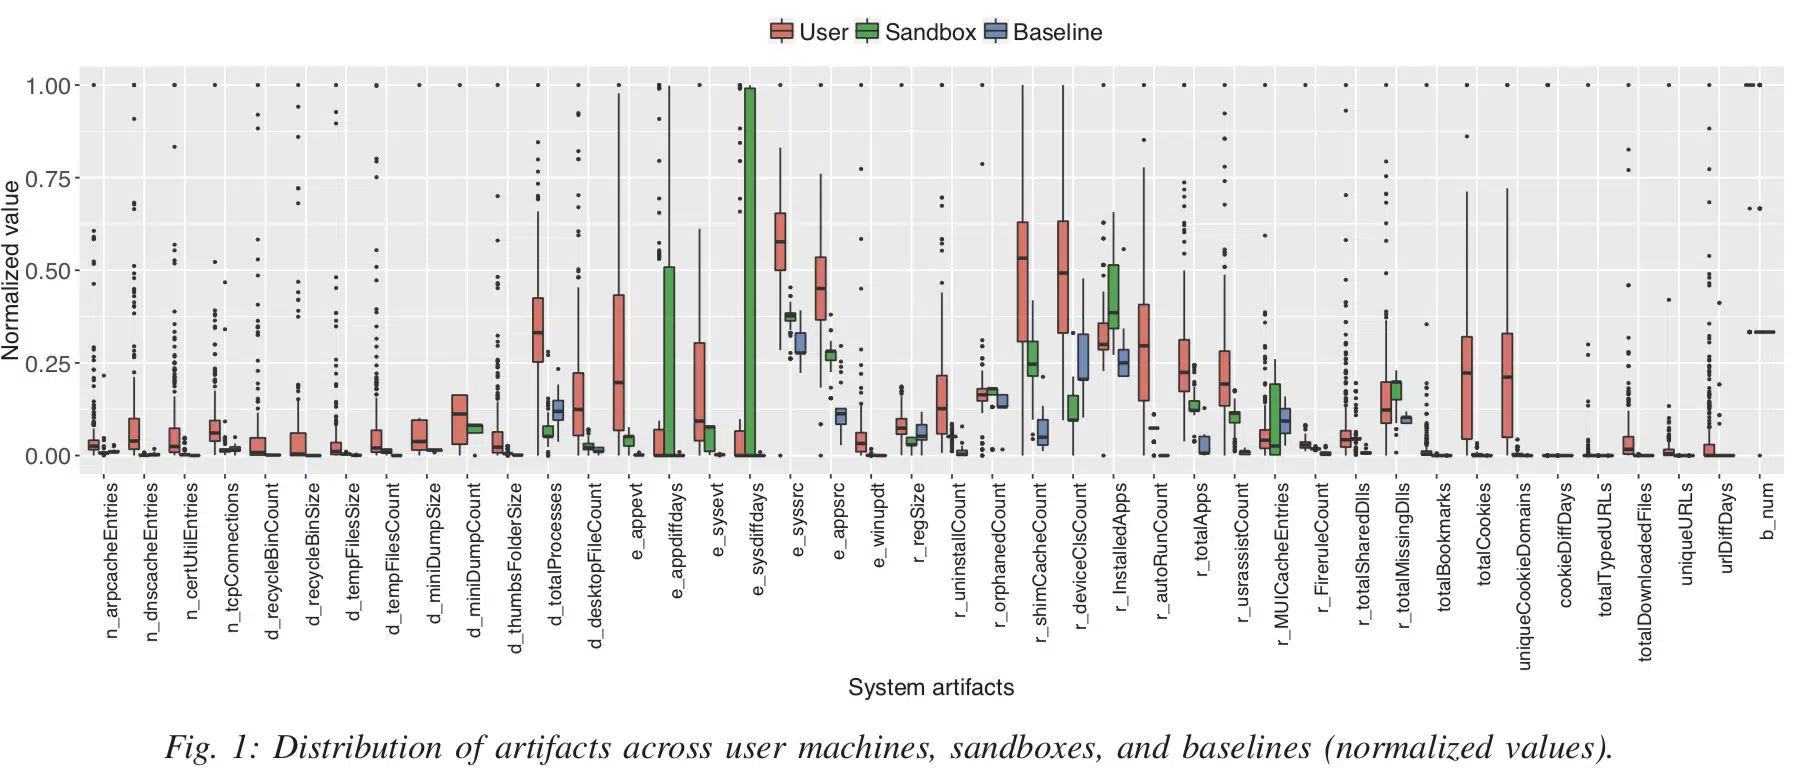 User Sandbox Baseline
1.00
0.75
0.50
0.25
0.00
Normalized value
n_arpcacheEntries
n_dnscacheEntries
n_certUtilEntries
n_tcpConnections
d_recycleBinCount
d_recycleBinSize
d_tempFilesSize
d_tempFilesCount
d_miniDumpSize
d_miniDumpCount
d_thumbsFolderSize
d_totalProcesses
d_desktopFileCount
e_appevt
e_appdiffdays
e_sysevt
e_sysdiffdays
e_syssrc
e_appsrc
e_winupdt
r_regSize
r_uninstallCount
r_orphanedCount
r_shimCacheCount
r_deviceClsCount
r_InstalledApps
r_autoRunCount
r_totalApps
r_usrassistCount
r_MUICacheEntries
r_FireruleCount
r_totalSharedDlls
r_totalMissingDlls
totalBookmarks
totalCookies
uniqueCookieDomains
cookieDiffDays
totalTypedURLs
totalDownloadedFiles
uniqueURLs
urlDiffDays
b_num
System artifacts
Fig. 1: Distribution of artifacts across user machines, sandboxes, and baselines (normalized values).